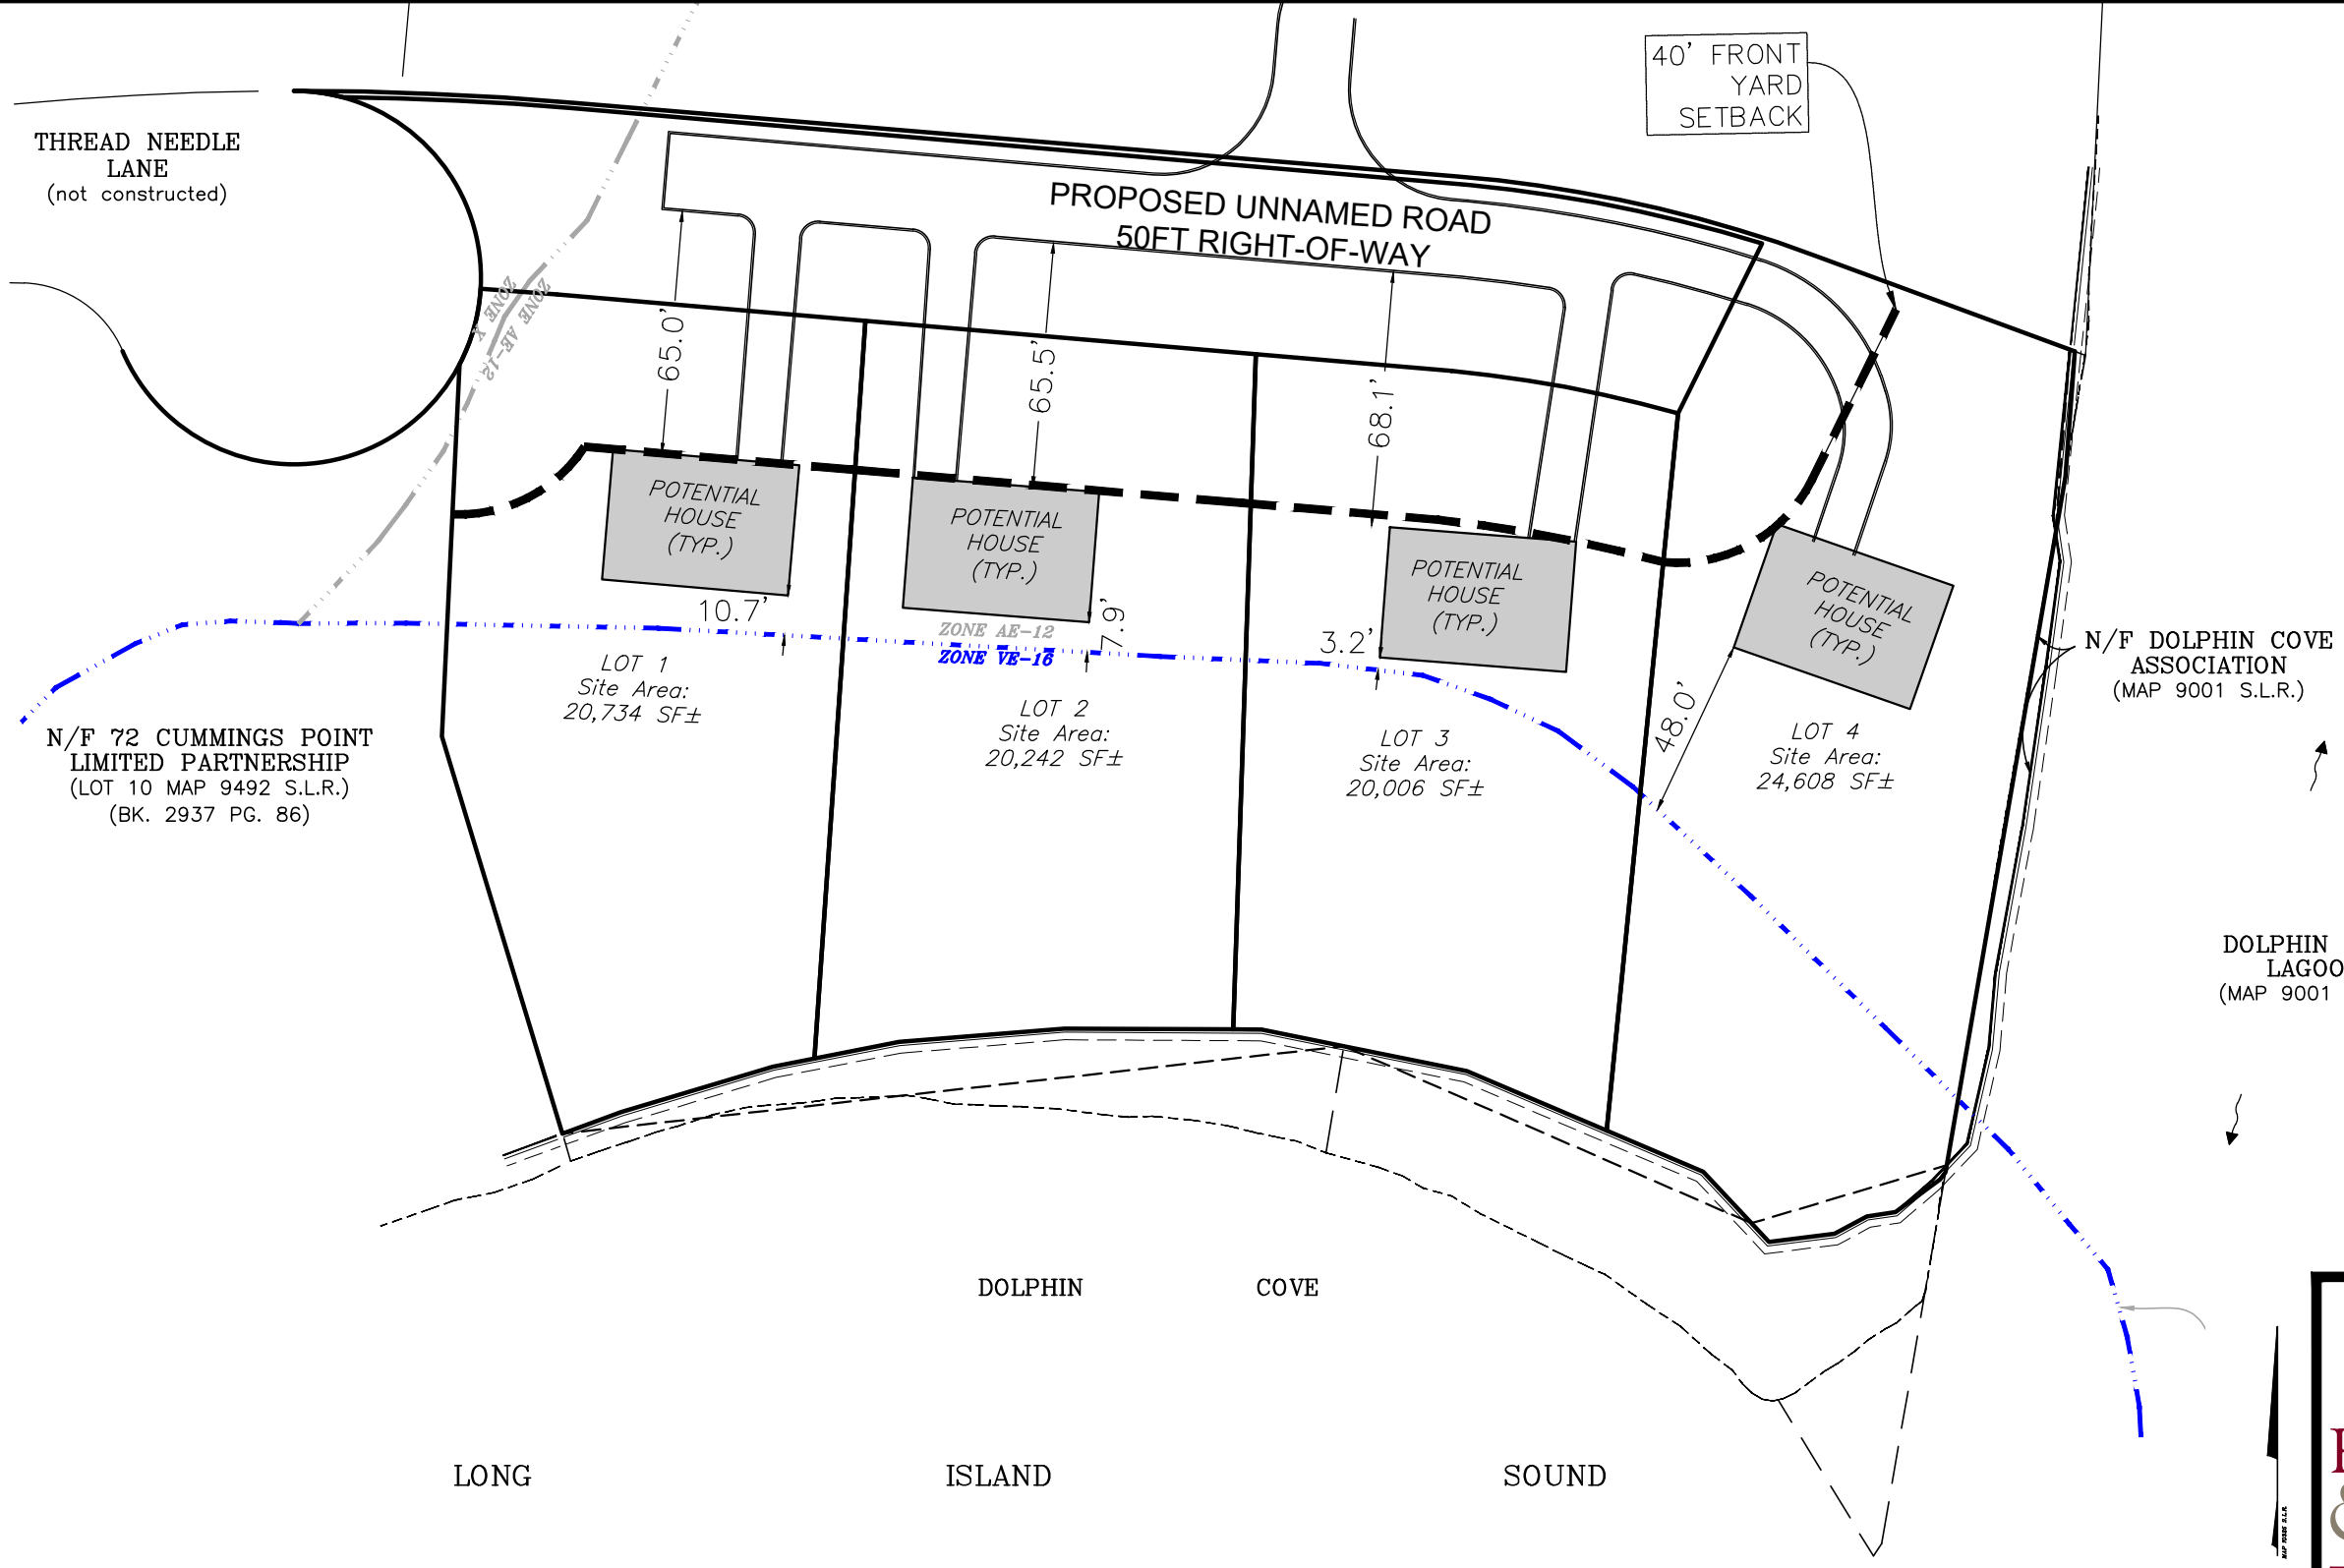 40' FRONT
YARD
SETBACK
THREAD NEEDLE
LANE
(not constructed)
PROPOSED UNNAMED ROAD
50FT RIGHT-OF-WAY
ZONE X
ZONE AE-12
65.0'
65.5'
68.1'
POTENTIAL
HOUSE
(TYP.)
POTENTIAL
HOUSE
(TYP.)
POTENTIAL
HOUSE
(TYP.)
POTENTIAL
HOUSE
(TYP.)
10.7'
7.9'
3.2'
48.0'
ZONE AE-12
ZONE VE-16
LOT 1
Site Area:
20,734 SF±
LOT 2
Site Area:
20,242 SF±
LOT 3
Site Area:
20,006 SF±
LOT 4
Site Area:
24,608 SF±
N/F DOLPHIN COVE
ASSOCIATION
(MAP 9001 S.L.R.)
N/F 72 CUMMINGS POINT
LIMITED PARTNERSHIP
(LOT 10 MAP 9492 S.L.R.)
(BK. 2937 PG. 86)
DOLPHIN
LAGOO
(MAP 9001
DOLPHIN COVE
LONG ISLAND SOUND
&